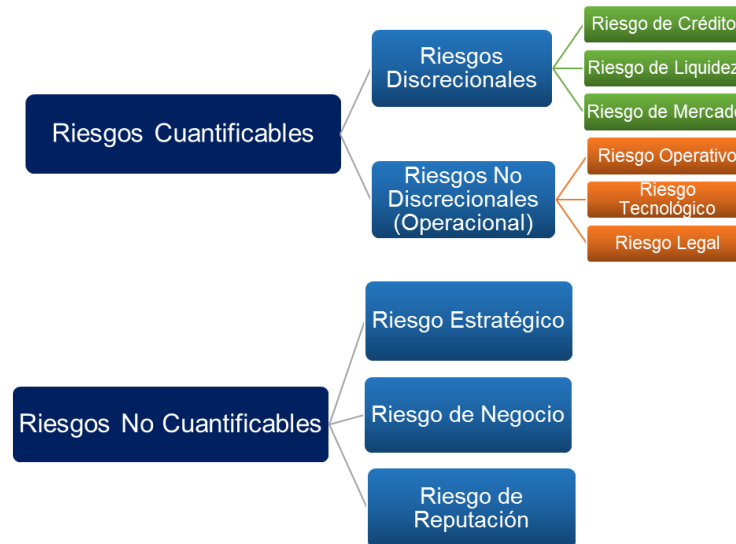 Riesgos Cuantificables
Riesgos
Discrecionales
Riesgo de Crédito
Riesgo de Liquidez
Riesgo de Mercado
Riesgos No
Discrecionales
(Operacional)
Riesgo Operativo
Riesgo
Tecnológico
Riesgo Legal
Riesgos No Cuantificables
Riesgo Estratégico
Riesgo de Negocio
Riesgo de
Reputación